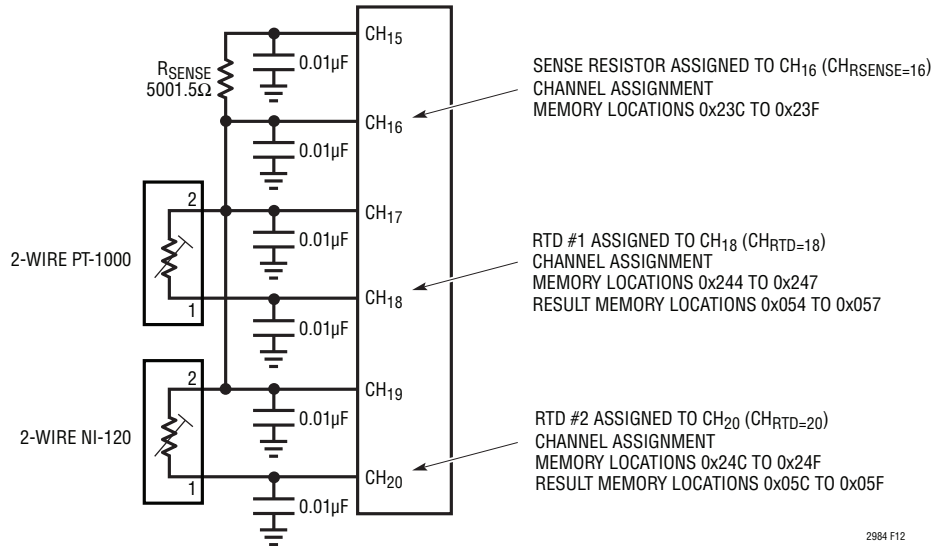 CH15
0.01µF
RSENSE
5001.5Ω
CH16
0.01µF
SENSE RESISTOR ASSIGNED TO CH16 (CHRSENSE=16)
CHANNEL ASSIGNMENT
MEMORY LOCATIONS 0x23C TO 0x23F
2-WIRE PT-1000
2
1
CH17
0.01µF
CH18
0.01µF
RTD #1 ASSIGNED TO CH18 (CHRTD=18)
CHANNEL ASSIGNMENT
MEMORY LOCATIONS 0x244 TO 0x247
RESULT MEMORY LOCATIONS 0x054 TO 0x057
2-WIRE NI-120
2
1
CH19
0.01µF
CH20
0.01µF
RTD #2 ASSIGNED TO CH20 (CHRTD=20)
CHANNEL ASSIGNMENT
MEMORY LOCATIONS 0x24C TO 0x24F
RESULT MEMORY LOCATIONS 0x05C TO 0x05F
2984 F12